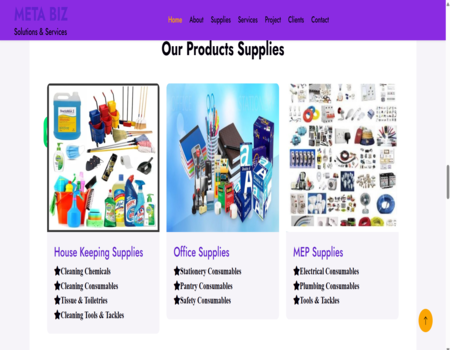 META BIZ
Solutions & Services
Home About Supplies Services Project Clients Contact
Our Products Supplies
House Keeping Supplies
Cleaning Chemicals
Cleaning Consumables
Tissue & Toiletries
Cleaning Tools & Tackles
Office Supplies
Stationery Consumables
Pantry Consumables
Safety Consumables
MEP Supplies
Electrical Consumables
Plumbing Consumables
Tools & Tackles